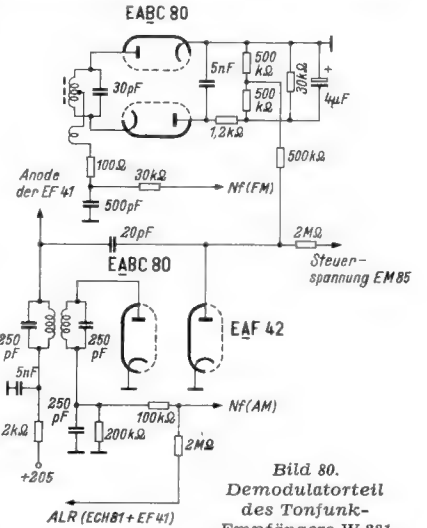 EABC 80
30pF
5nF
500 kΩ
500 kΩ
30kΩ
+
4µF
1,2kΩ
100Ω
Anode
der EF 41
30kΩ
Nf(FM)
500pF
500kΩ
20pF
2MΩ
Steuer-
spannung EM85
EABC 80
EAF 42
250 pF
250 pF
5nF
250 pF
100kΩ
Nf(AM)
200kΩ
2kΩ
2MΩ
+205
ALR (ECH81+EF41)
Bild 80.
Demodulatorteil
des Tonfunk-